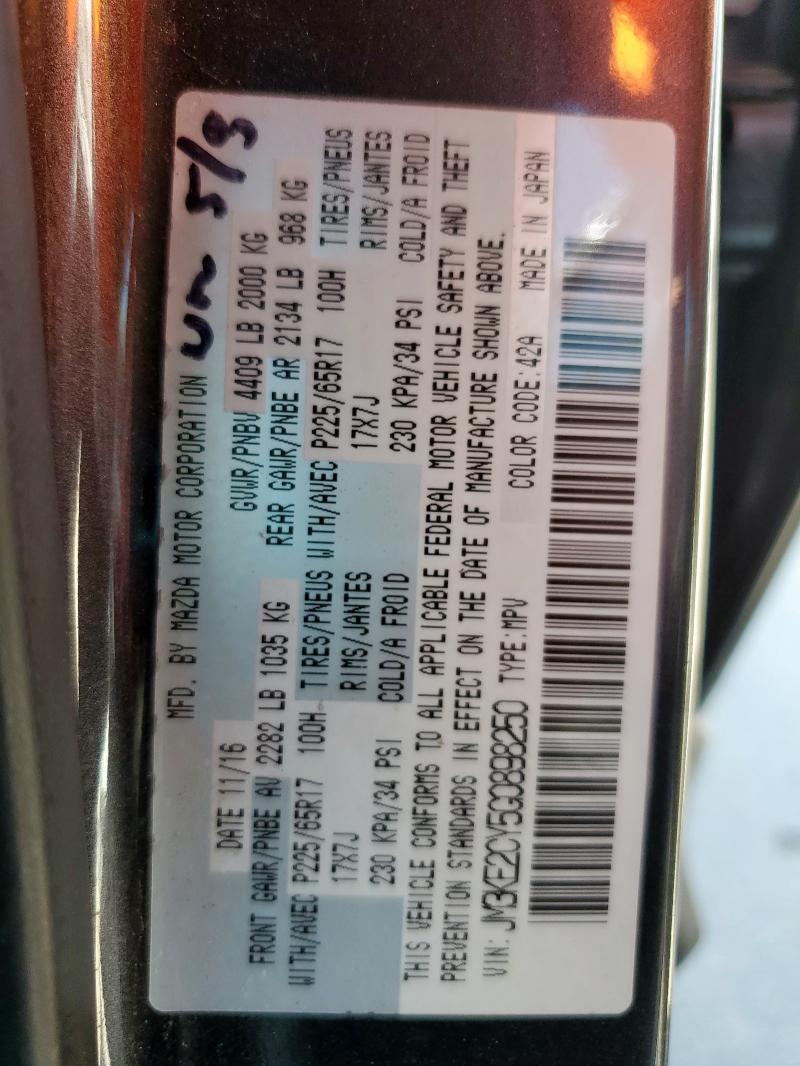 MFD. BY MAZDA MOTOR CORPORATION
5/8
DATE 11/16 GVWR/PNBV 4409 LB 2000 KG
FRONT GAWR/PNBE AV 2282 LB 1035 KG REAR GAWR/PNBE AR 2134 LB 968 KG
WITH/AVEC P225/65R17 100H TIRES/PNEUS WITH/AVEC P225/65R17 100H TIRES/PNEUS
17X7J RIMS/JANTES 17X7J RIMS/JANTES
230 KPA/34 PSI COLD/A FROID 230 KPA/34 PSI COLD/A FROID
THIS VEHICLE CONFORMS TO ALL APPLICABLE FEDERAL MOTOR VEHICLE SAFETY AND THEFT
PREVENTION STANDARDS IN EFFECT ON THE DATE OF MANUFACTURE SHOWN ABOVE.
VIN: JM3KE2CY5G0898250 TYPE:MPV COLOR CODE:42A MADE IN JAPAN